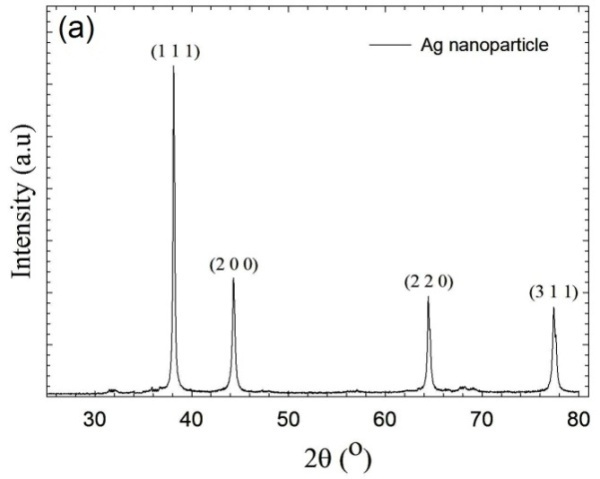 (a)
Ag nanoparticle
(1 1 1)
(2 0 0)
(2 2 0)
(3 1 1)
Intensity (a.u)
30 40 50 60 70 80
2θ (O)